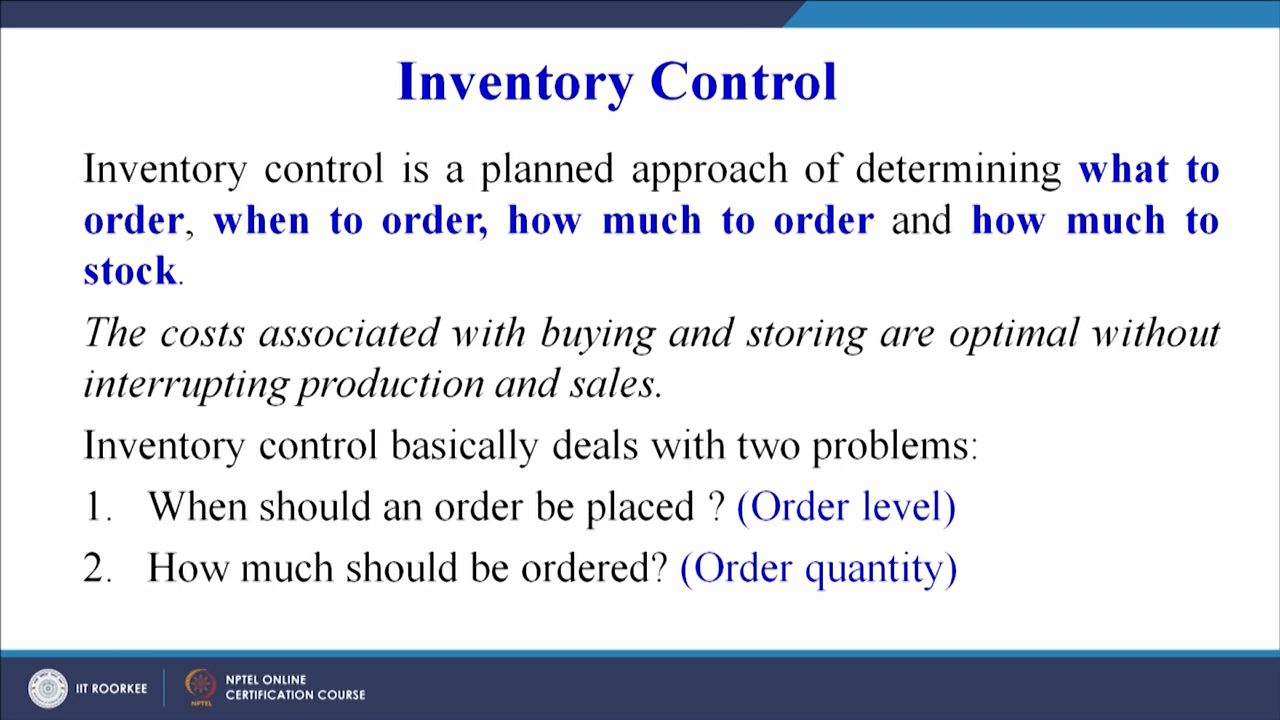 Inventory Control
Inventory control is a planned approach of determining what to
order, when to order, how much to order and how much to
stock.
The costs associated with buying and storing are optimal without
interrupting production and sales.
Inventory control basically deals with two problems:
1. When should an order be placed ? (Order level)
2. How much should be ordered? (Order quantity)
IIT ROORKEE
NPTEL ONLINE
CERTIFICATION COURSE
NPTEL